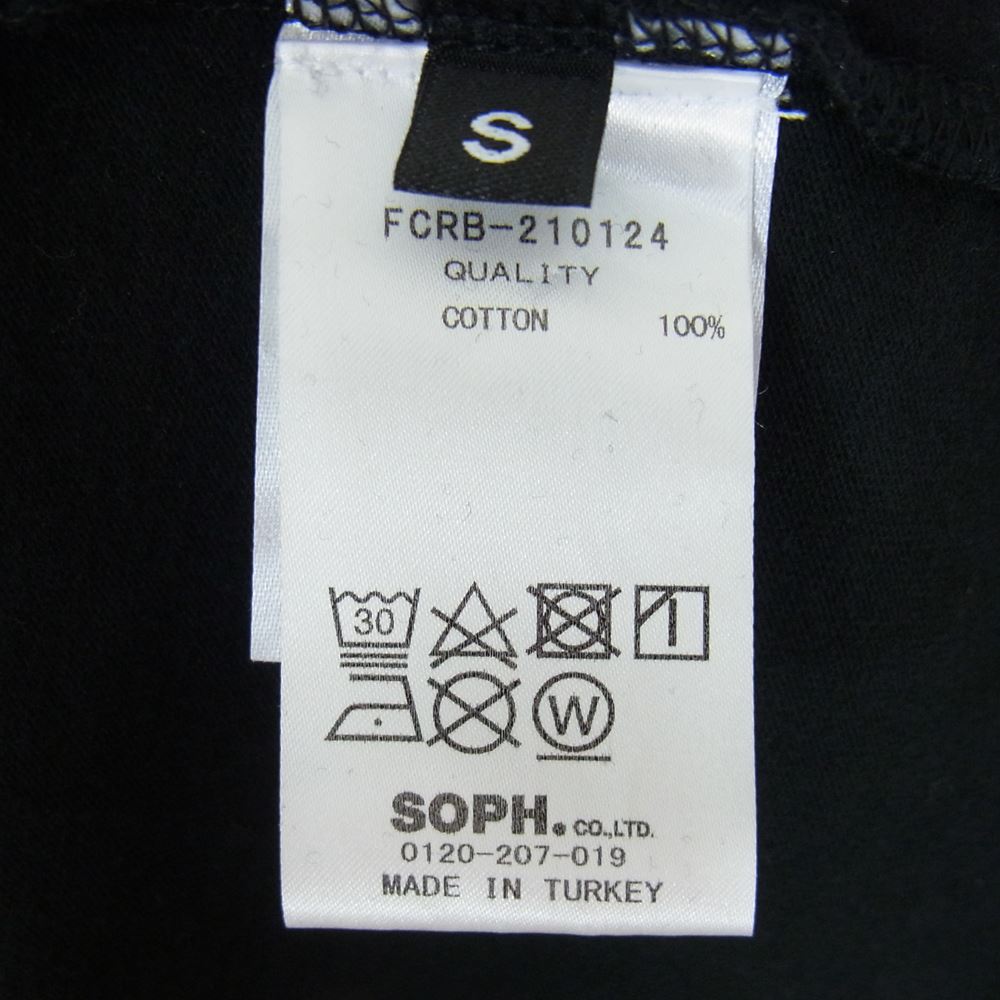 S
FCRB-210124
QUALITY
COTTON 100%
30
W
SOPH. CO.,LTD.
0120-207-019
MADE IN TURKEY